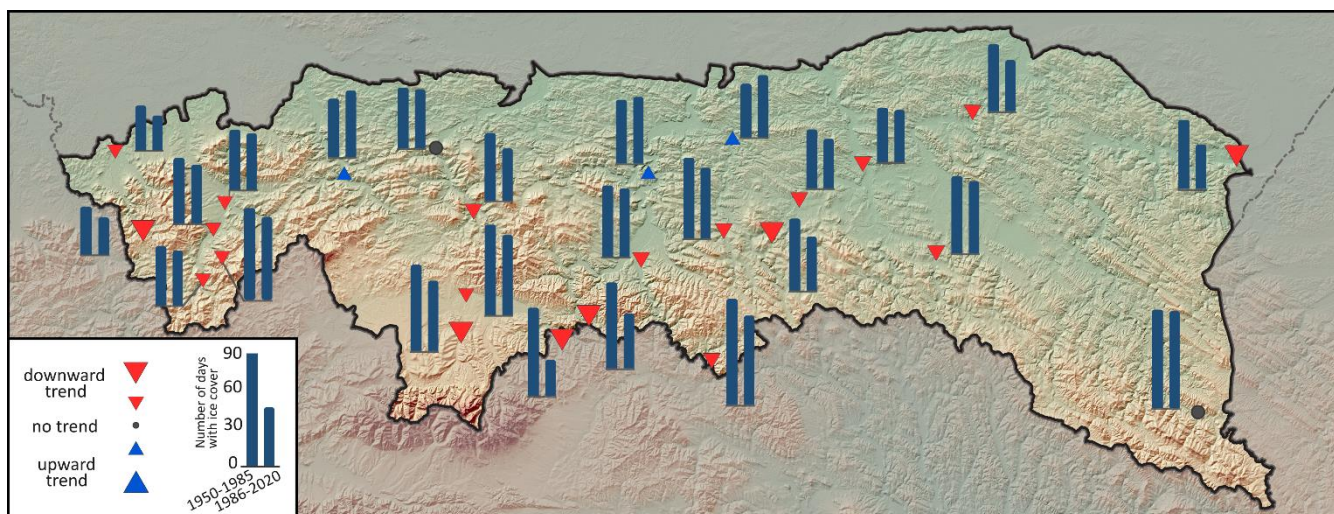 downward
trend
no trend
upward
trend
Number of days
with ice cover
90
60
30
0
1950-1985
1986-2020